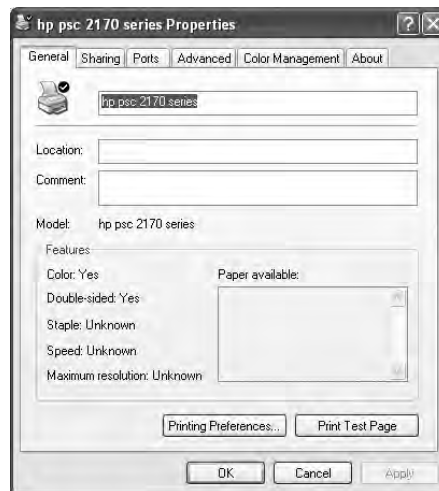 hp psc 2170 series Properties
General Sharing Ports Advanced Color Management About
hp psc 2170 series
Location:
Comment:
Model: hp psc 2170 series
Features
Color: Yes Paper available:
Double-sided: Yes
Staple: Unknown
Speed: Unknown
Maximum resolution: Unknown
Printing Preferences... Print Test Page
OK Cancel Apply